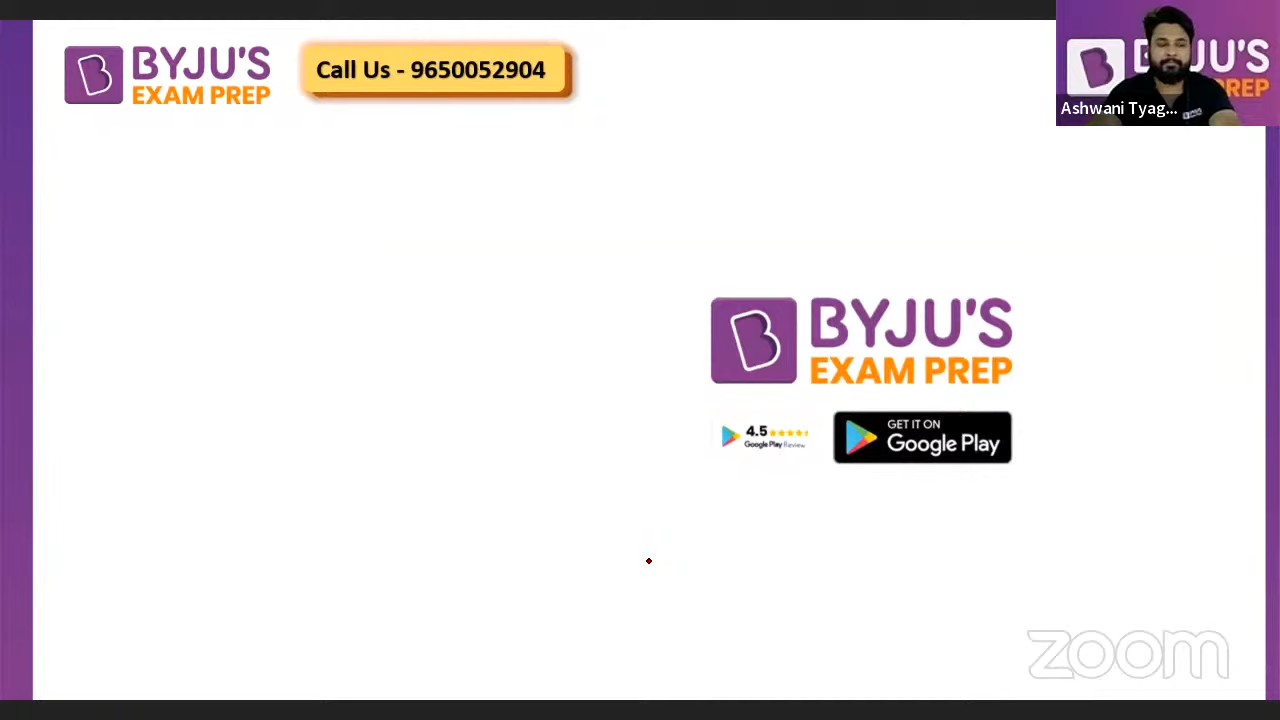 BYJU'S
EXAM PREP
Call Us - 9650052904
BYJU'S
EXAM PREP
Ashwani Tyag...
BYJU'S
EXAM PREP
4.5
Google Play Review
GET IT ON
Google Play
zoom